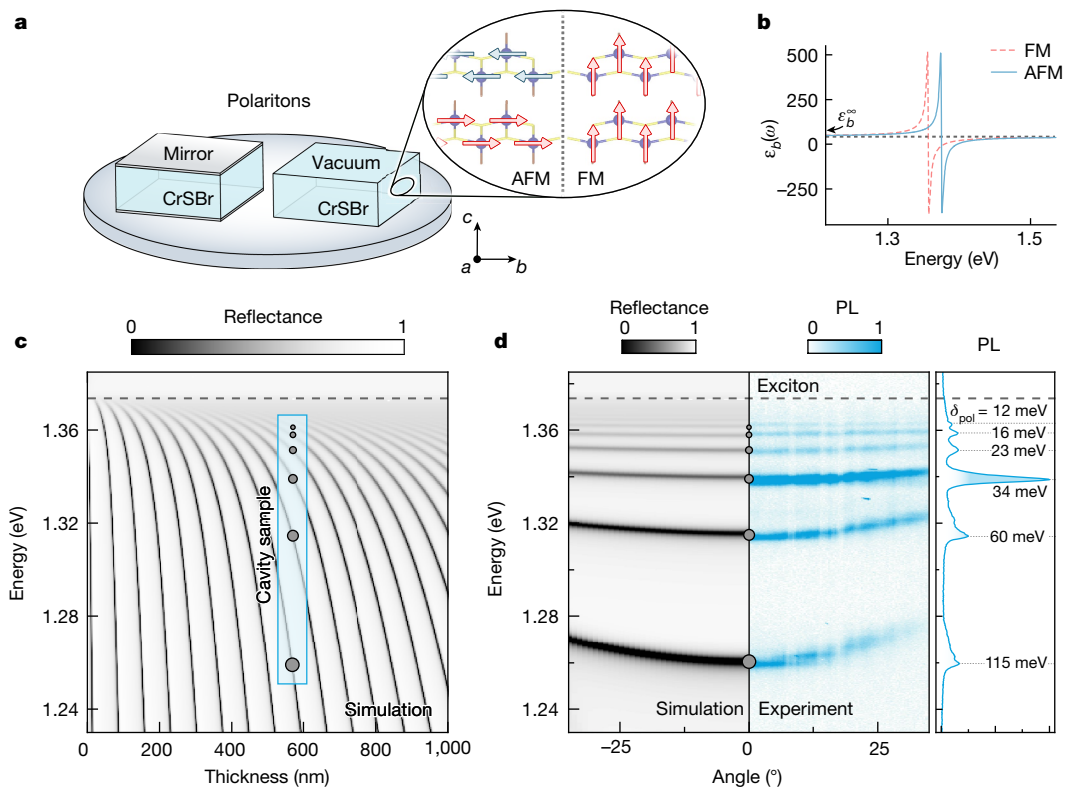 a
Polaritons
Mirror
CrSBr
Vacuum
CrSBr
AFM
FM
c
a
b
b
FM
AFM
ε_b^∞
ε_b(ω)
500
250
0
−250
1.3
1.5
Energy (eV)
c
Reflectance
0
1
Energy (eV)
1.36
1.32
1.28
1.24
Cavity sample
Simulation
0
200
400
600
800
1,000
Thickness (nm)
d
Reflectance
0
1
PL
0
1
PL
Energy (eV)
1.36
1.32
1.28
1.24
Exciton
Simulation
Experiment
−25
0
25
Angle (°)
δ_pol = 12 meV
16 meV
23 meV
34 meV
60 meV
115 meV